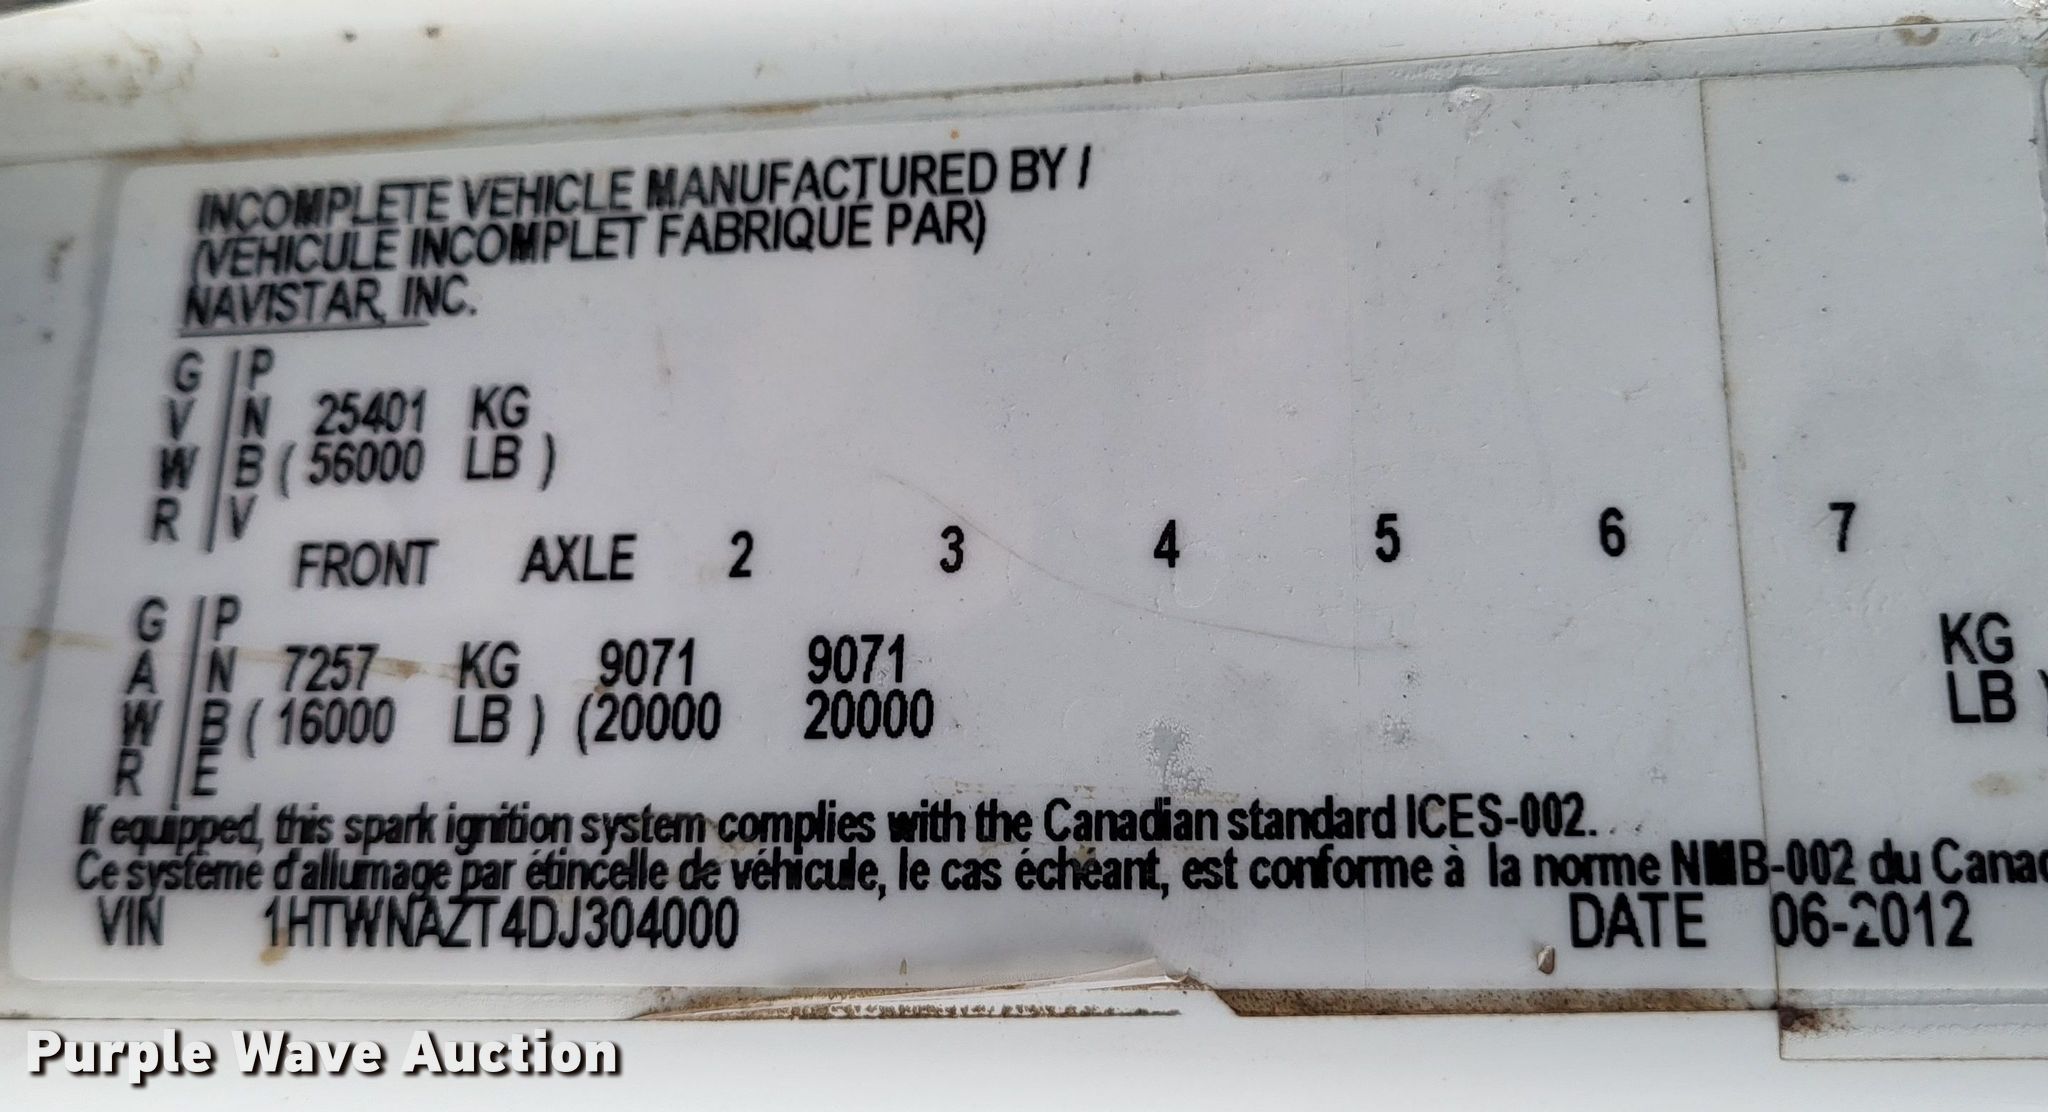 INCOMPLETE VEHICLE MANUFACTURED BY /
(VEHICULE INCOMPLET FABRIQUE PAR)
NAVISTAR, INC.
G / P
V / N 25401 KG
W / B ( 56000 LB )
R / V
FRONT AXLE 2 3 4 5 6 7
G / P
A / N 7257 KG 9071 9071 KG
W / B ( 16000 LB ) (20000 20000 LB )
R / E
If equipped, this spark ignition system complies with the Canadian standard ICES-002.
Ce système d'allumage par étincelle de véhicule, le cas échéant, est conforme à la norme NMB-002 du Canad
VIN 1HTWNAZT4DJ304000 DATE 06-2012
Purple Wave Auction